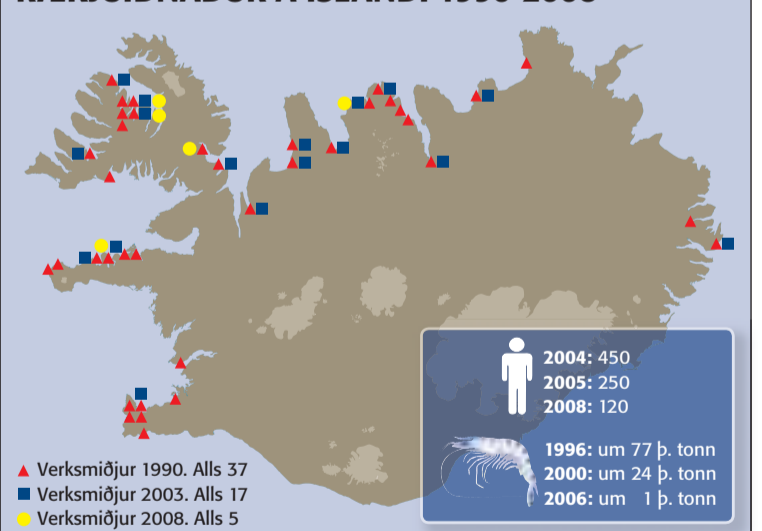 2004: 450
2005: 250
2008: 120
1996: um 77 þ. tonn
2000: um 24 þ. tonn
2006: um 1 þ. tonn
Verksmiðjur 1990. Alls 37
Verksmiðjur 2003. Alls 17
Verksmiðjur 2008. Alls 5